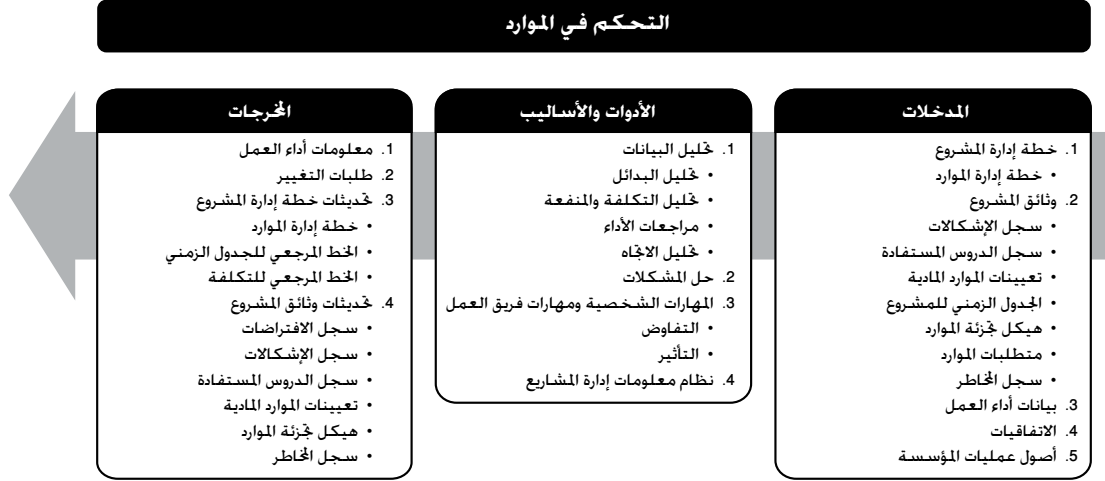 التحكم في الموارد
المدخلات
1. خطة إدارة المشروع
• خطة إدارة الموارد
2. وثائق المشروع
• سجل الإشكالات
• سجل الدروس المستفادة
• تعيينات الموارد المادية
• الجدول الزمني للمشروع
• هيكل تجزئة الموارد
• متطلبات الموارد
• سجل المخاطر
3. بيانات أداء العمل
4. الاتفاقيات
5. أصول عمليات المؤسسة
الأدوات والأساليب
1. تحليل البيانات
• تحليل البدائل
• تحليل التكلفة والمنفعة
• مراجعات الأداء
• تحليل الاتجاه
2. حل المشكلات
3. المهارات الشخصية ومهارات فريق العمل
• التفاوض
• التأثير
4. نظام معلومات إدارة المشاريع
المخرجات
1. معلومات أداء العمل
2. طلبات التغيير
3. تحديثات خطة إدارة المشروع
• خطة إدارة الموارد
• الخط المرجعي للجدول الزمني
• الخط المرجعي للتكلفة
4. تحديثات وثائق المشروع
• سجل الافتراضات
• سجل الإشكالات
• سجل الدروس المستفادة
• تعيينات الموارد المادية
• هيكل تجزئة الموارد
• سجل المخاطر